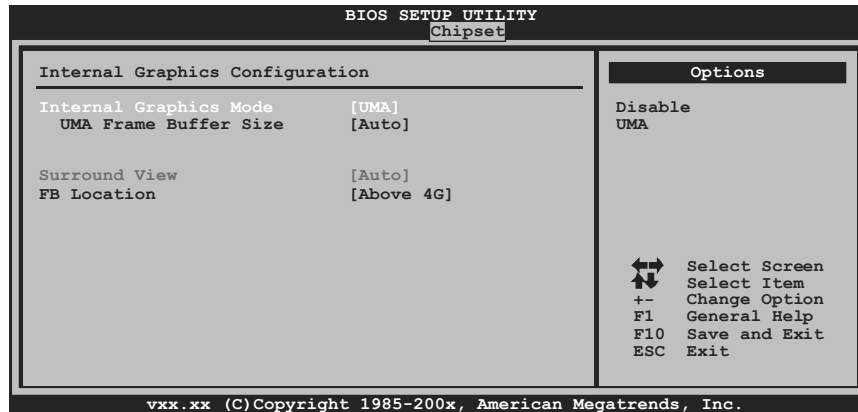 BIOS SETUP UTILITY
Chipset
Internal Graphics Configuration
Internal Graphics Mode [UMA]
UMA Frame Buffer Size [Auto]
Surround View [Auto]
FB Location [Above 4G]
Options
Disable
UMA
Select Screen
Select Item
+- Change Option
F1 General Help
F10 Save and Exit
ESC Exit
vxx.xx (C)Copyright 1985-200x, American Megatrends, Inc.